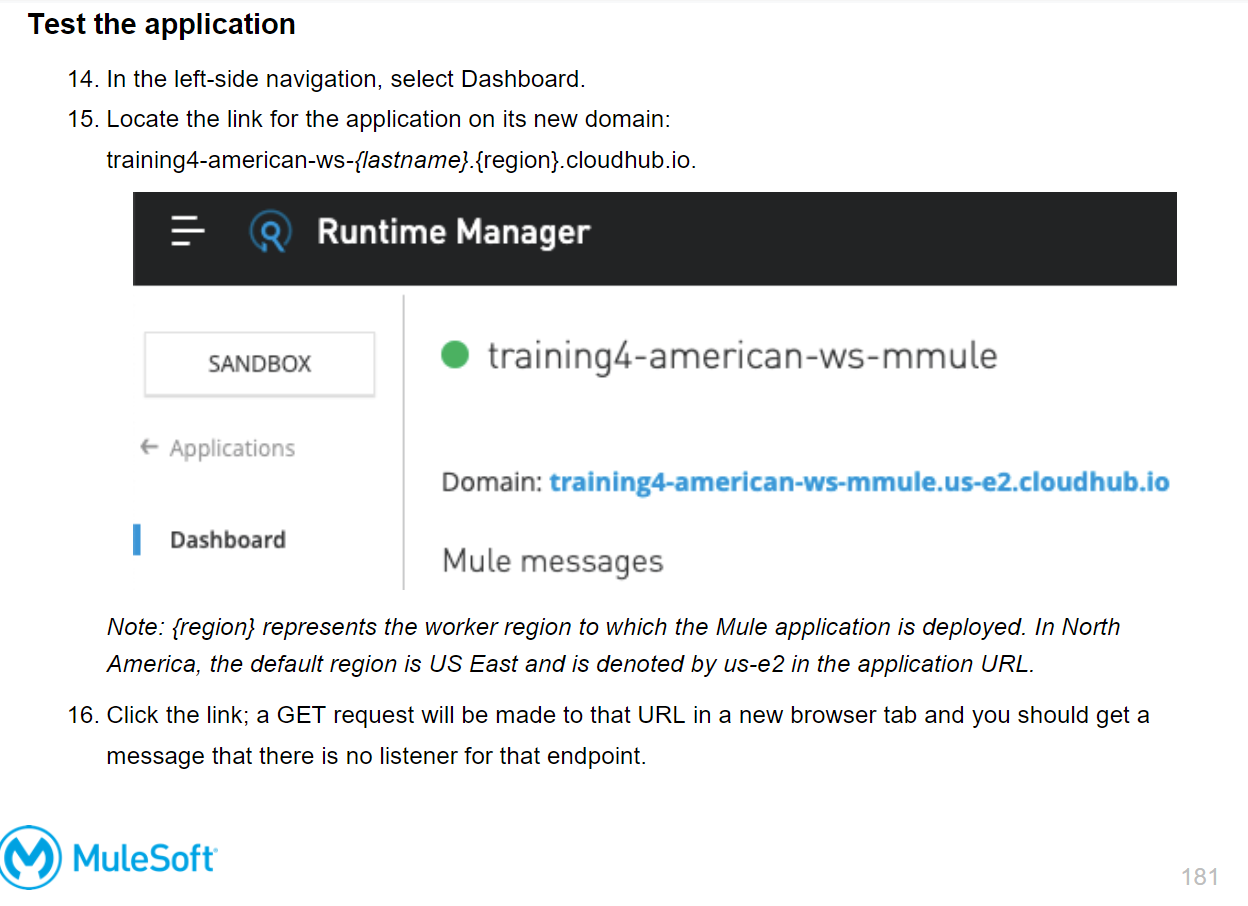 Test the application
14. In the left-side navigation, select Dashboard.
15. Locate the link for the application on its new domain:
training4-american-ws-{lastname}.{region}.cloudhub.io.
Runtime Manager
SANDBOX
training4-american-ws-mmule
Applications
Domain: training4-american-ws-mmule.us-e2.cloudhub.io
Dashboard
Mule messages
Note: {region} represents the worker region to which the Mule application is deployed. In North
America, the default region is US East and is denoted by us-e2 in the application URL.
16. Click the link; a GET request will be made to that URL in a new browser tab and you should get a
message that there is no listener for that endpoint.
MuleSoft
181